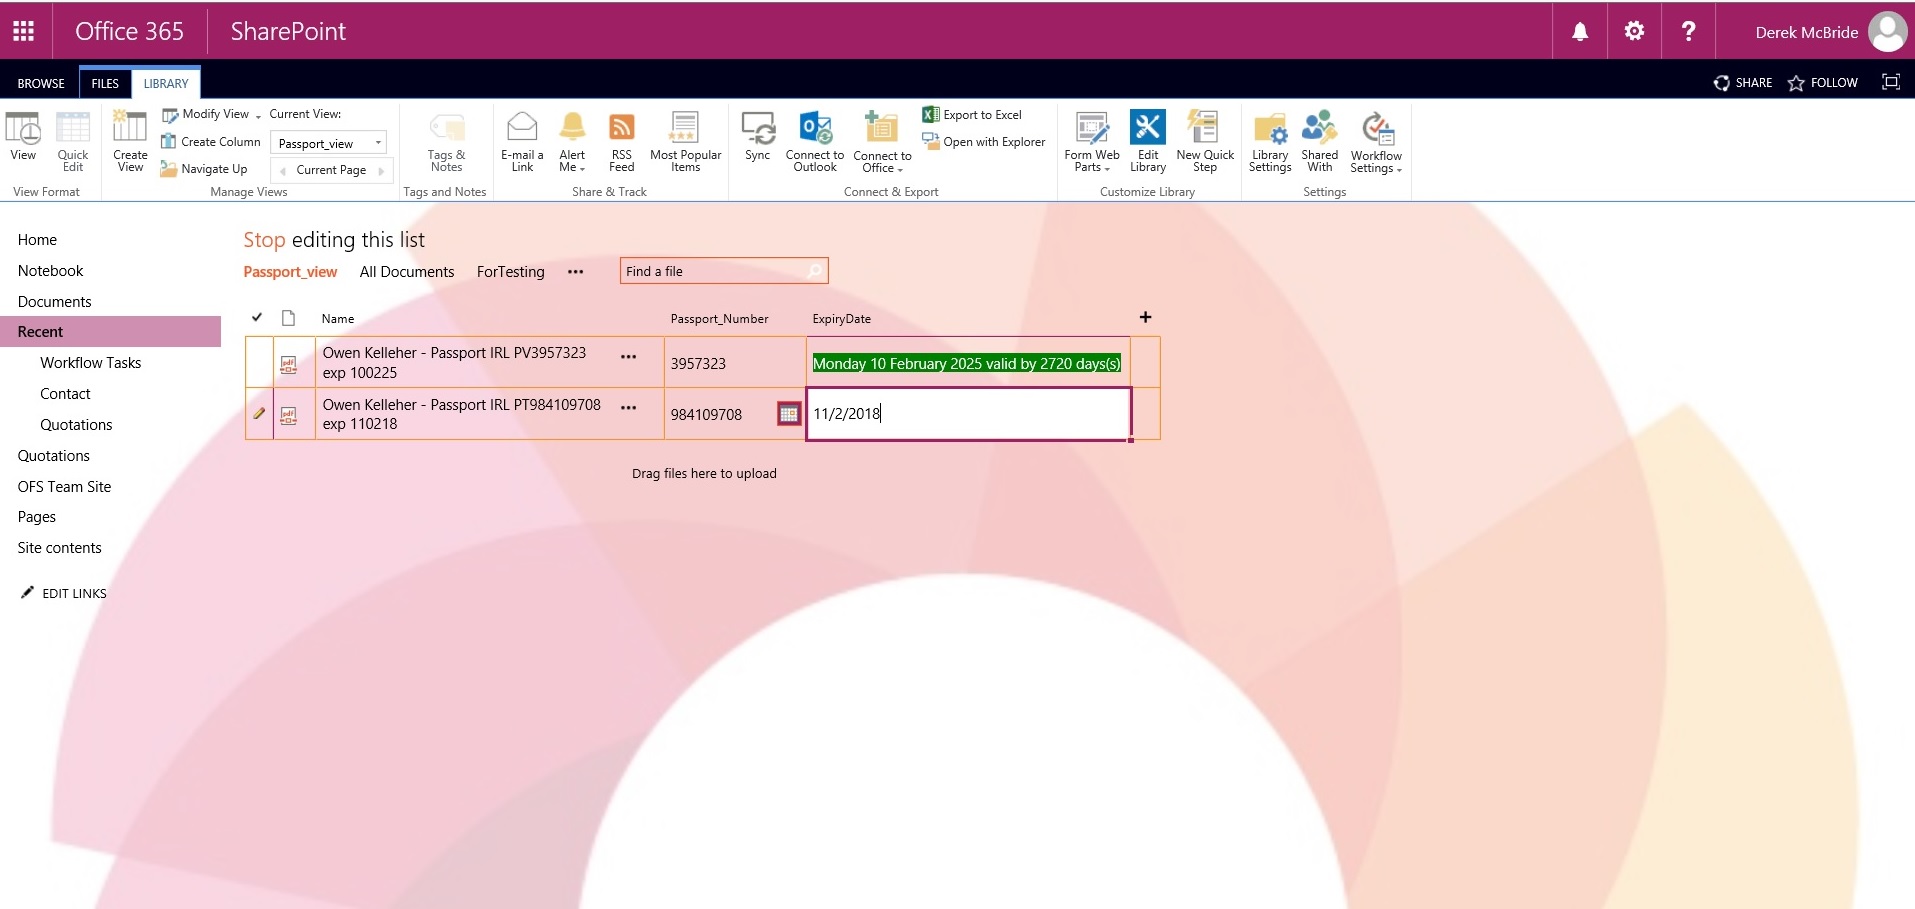 Office 365
SharePoint
Derek McBride
BROWSE
FILES
LIBRARY
SHARE
FOLLOW
View
Quick
Edit
View Format
Create
View
Modify View
Create Column
Navigate Up
Current View:
Passport_view
Current Page
Manage Views
Tags &
Notes
Tags and Notes
E-mail a
Link
Alert
Me
RSS
Feed
Most Popular
Items
Share & Track
Sync
Connect to
Outlook
Connect to
Office
Export to Excel
Open with Explorer
Connect & Export
Form Web
Parts
Edit
Library
New Quick
Step
Customize Library
Library
Settings
Shared
With
Workflow
Settings
Settings
Home
Notebook
Documents
Recent
Workflow Tasks
Contact
Quotations
Quotations
OFS Team Site
Pages
Site contents
EDIT LINKS
Stop editing this list
Passport_view
All Documents
ForTesting
Find a file
Name
Passport_Number
ExpiryDate
Owen Kelleher - Passport IRL PV3957323
exp 100225
3957323
Monday 10 February 2025 valid by 2720 days(s)
Owen Kelleher - Passport IRL PT984109708
exp 110218
984109708
11/2/2018
Drag files here to upload